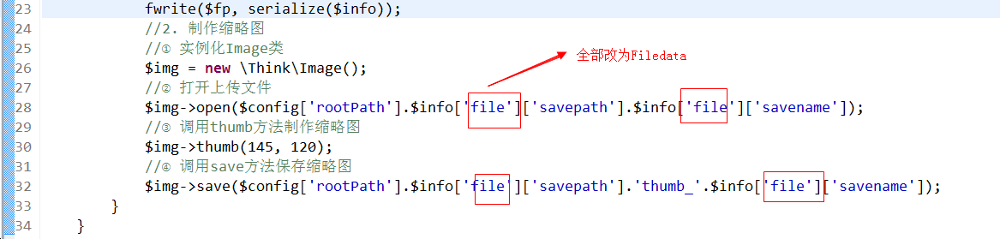 23 fwrite($fp, serialize($info));
24 //2. 制作缩略图
25 //① 实例化Image类
全部改为Filedata
26 $img = new \Think\Image();
27 //② 打开上传文件
28 $img->open($config['rootPath'].$info['file']['savepath'].$info['file']['savename']);
29 //③ 调用thumb方法制作缩略图
30 $img->thumb(145, 120);
31 //④ 调用save方法保存缩略图
32 $img->save($config['rootPath'].$info['file']['savepath'].'thumb_'.$info['file']['savename']);
33 }
34 }